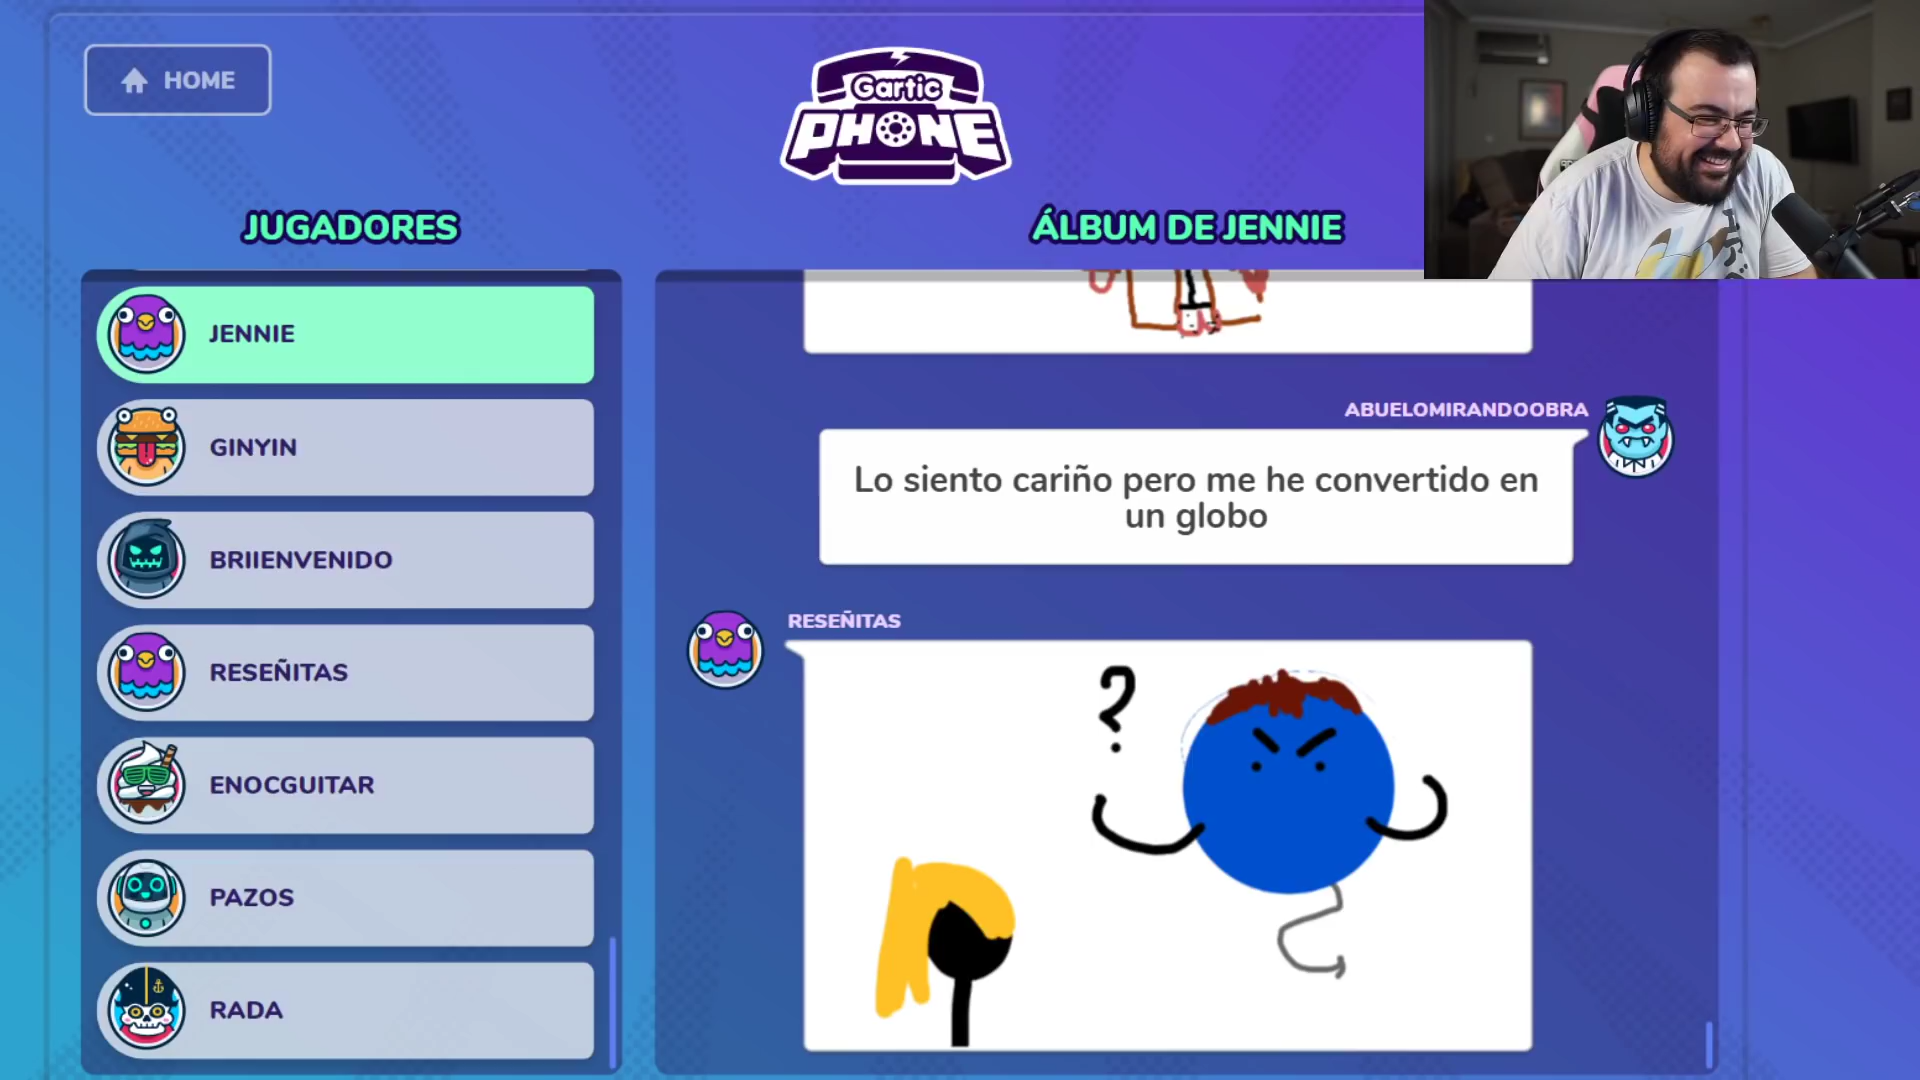 HOME
Gartic
PHONE
JUGADORES
ÁLBUM DE JENNIE
JENNIE
GINYIN
BRIIENVENIDO
RESEÑITAS
ENOCGUITAR
PAZOS
RADA
ABUELOMIRANDOOBRA
Lo siento cariño pero me he convertido en
un globo
RESEÑITAS
?